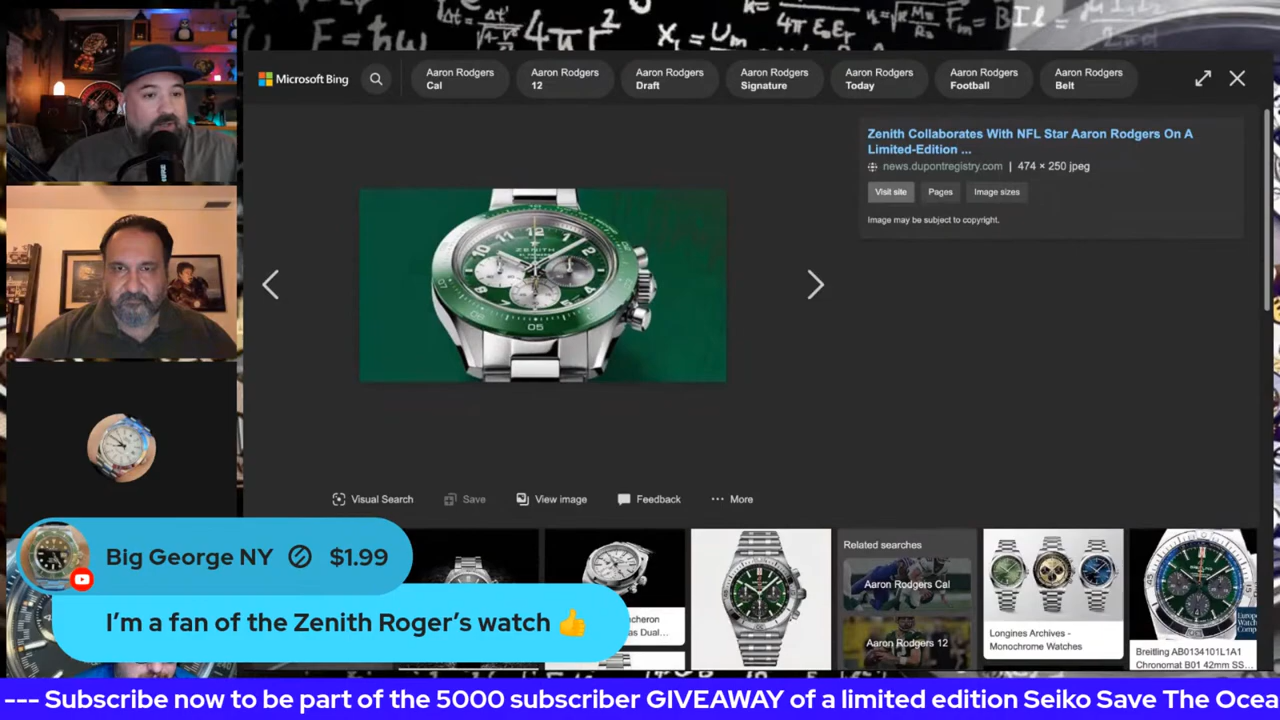 Microsoft Bing
Aaron Rodgers
Cal
Aaron Rodgers
12
Aaron Rodgers
Draft
Aaron Rodgers
Signature
Aaron Rodgers
Today
Aaron Rodgers
Football
Aaron Rodgers
Belt
Zenith Collaborates With NFL Star Aaron Rodgers On A
Limited-Edition ...
news.dupontregistry.com | 474 × 250 jpeg
Visit site
Pages
Image sizes
Image may be subject to copyright.
ZENITH
Visual Search
Save
View image
Feedback
More
Related searches
Aaron Rodgers Cal
Aaron Rodgers 12
Longines Archives -
Monochrome Watches
Breitling AB0134101L1A1
Chronomat B01 42mm SS...
Big George NY $1.99
I’m a fan of the Zenith Roger’s watch 👍
--- Subscribe now to be part of the 5000 subscriber GIVEAWAY of a limited edition Seiko Save The Ocea